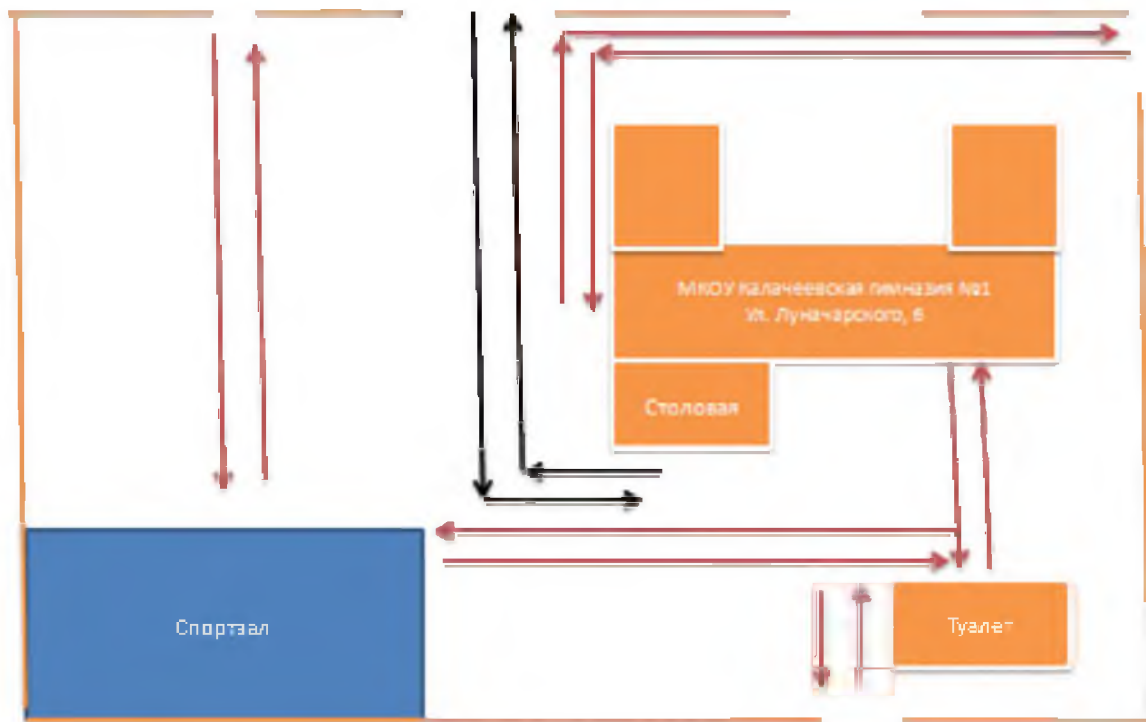 МКОУ Калачеевская гимназия №1
Ул. Луначарского, 6
Столовая
Спортзал
Туалет